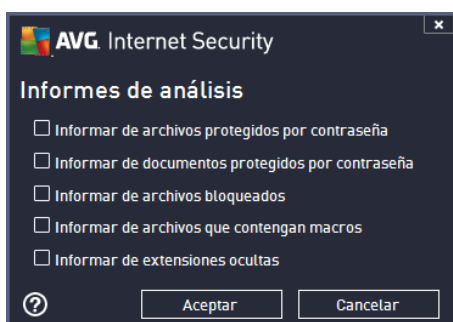 AVG. Internet Security
Informes de análisis
Informar de archivos protegidos por contraseña
Informar de documentos protegidos por contraseña
Informar de archivos bloqueados
Informar de archivos que contengan macros
Informar de extensiones ocultas
? Aceptar Cancelar